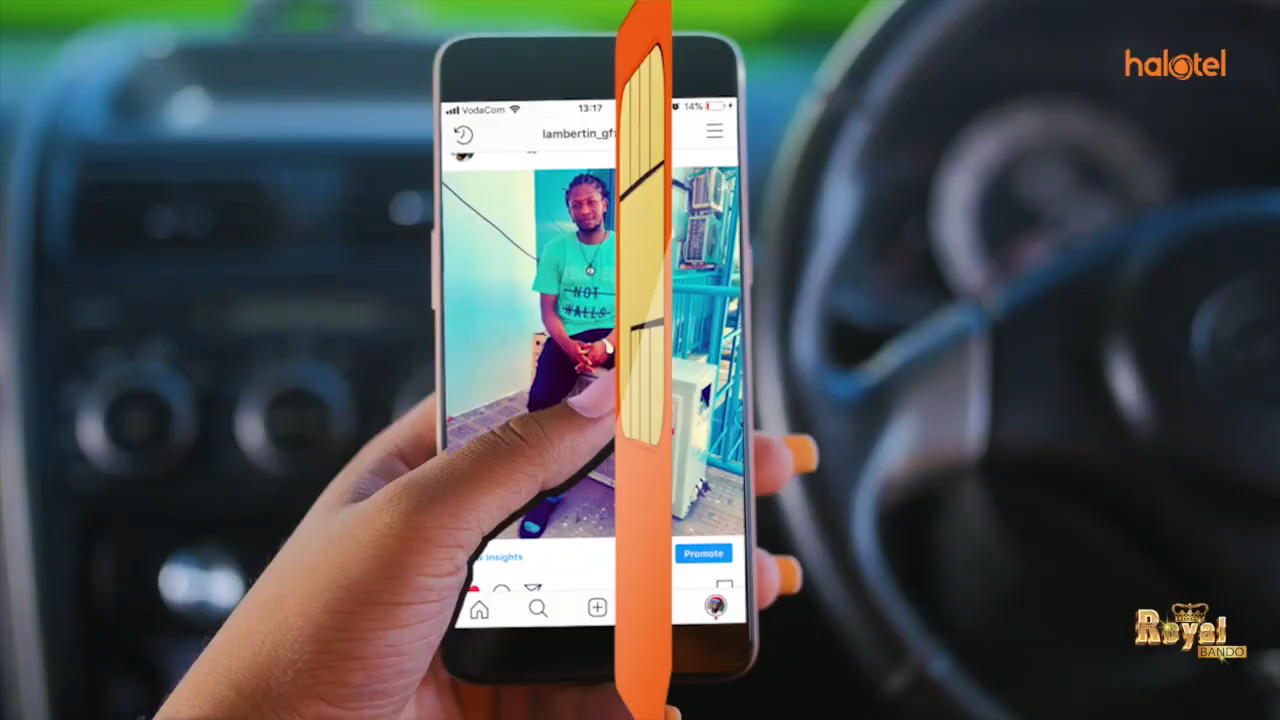 halotel
VodaCom
13:17
14%
lambertin_gf
NOT
WALLS
Insights
Promote
Royal
BANDO